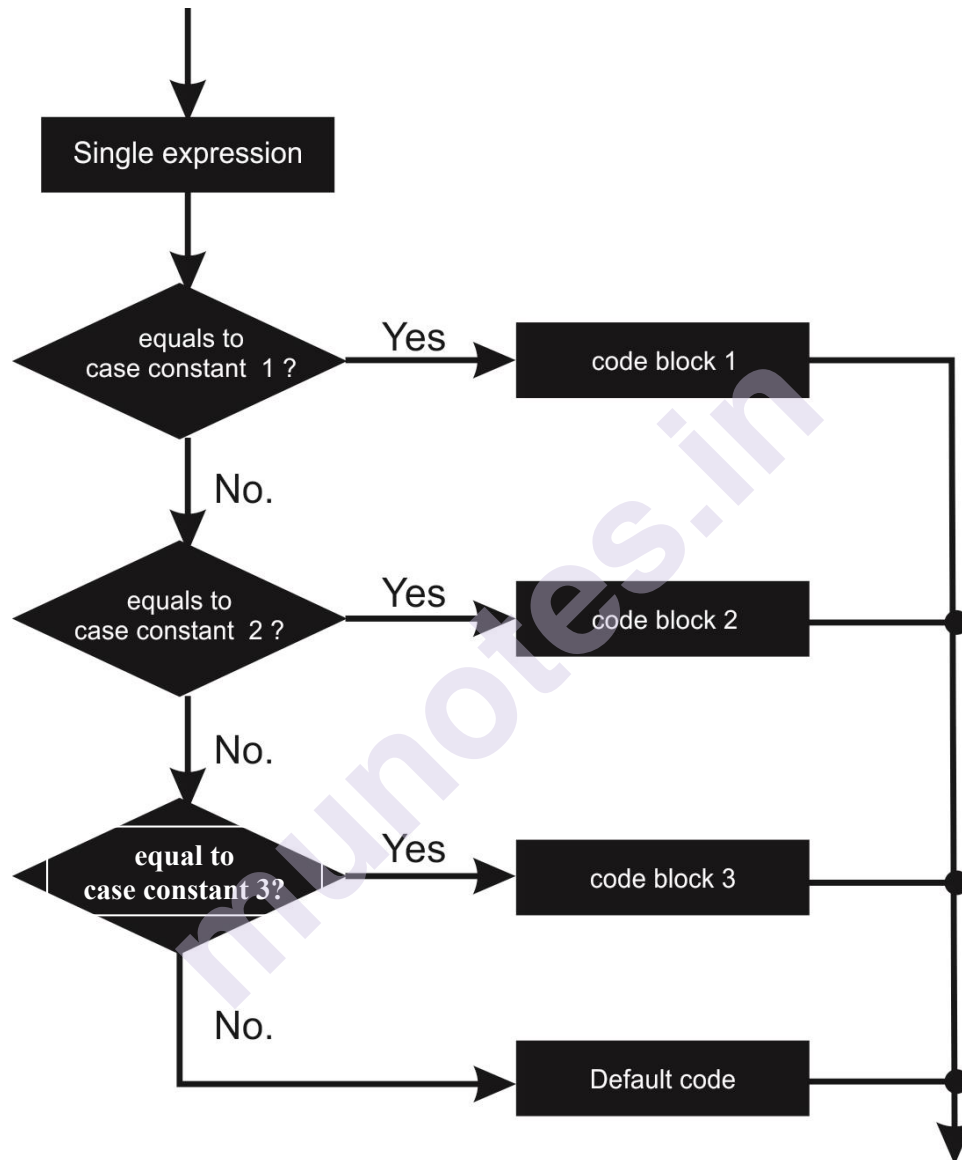 Single expression
equals to
case constant 1 ?
Yes
code block 1
No.
equals to
case constant 2 ?
Yes
code block 2
No.
equal to
case constant 3?
Yes
code block 3
No.
Default code
munotes.in